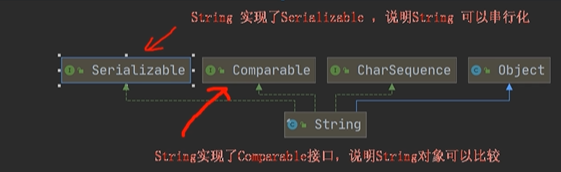 String 实现了Serializable ，说明String 可以串行化
Serializable
Comparable
CharSequence
Object
String
String实现了Comparable接口，说明String对象可以比较